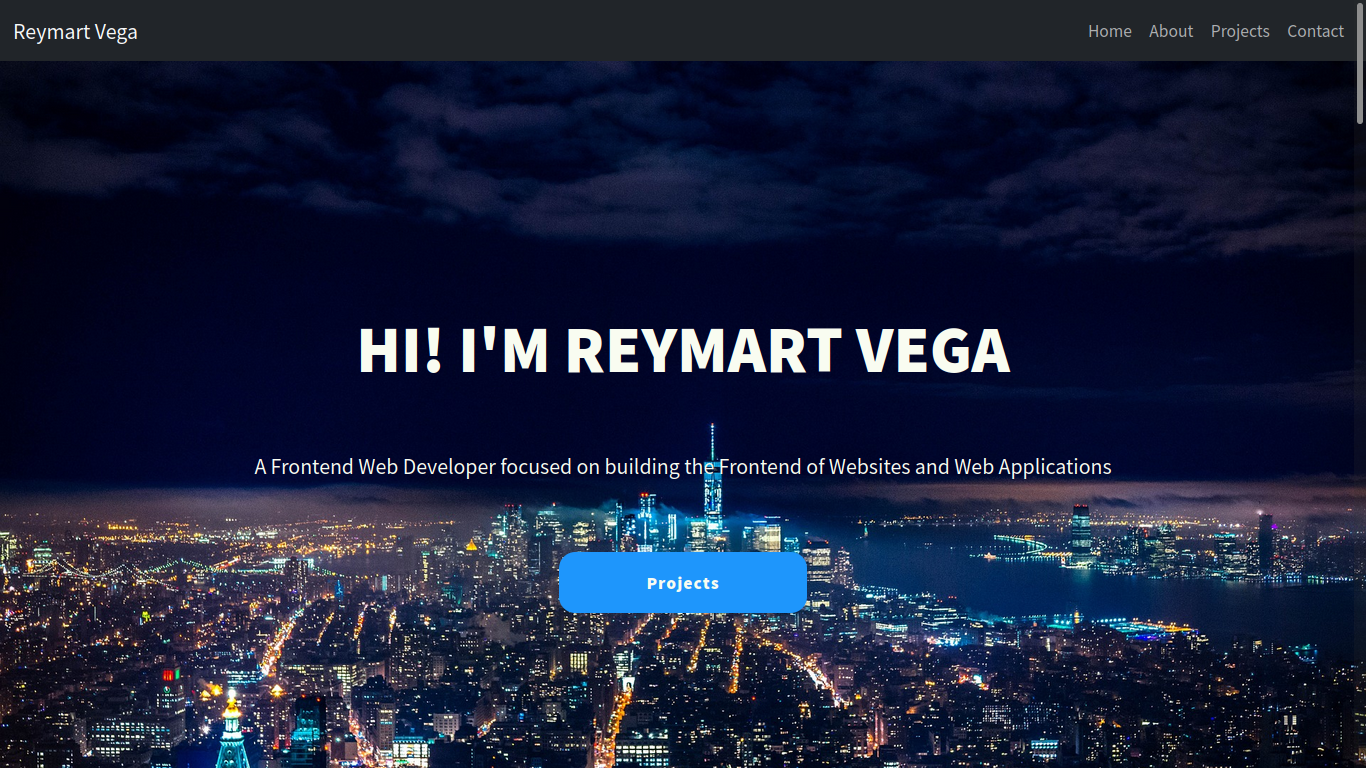 Reymart Vega
Home About Projects Contact
HI! I'M REYMART VEGA
A Frontend Web Developer focused on building the Frontend of Websites and Web Applications
Projects